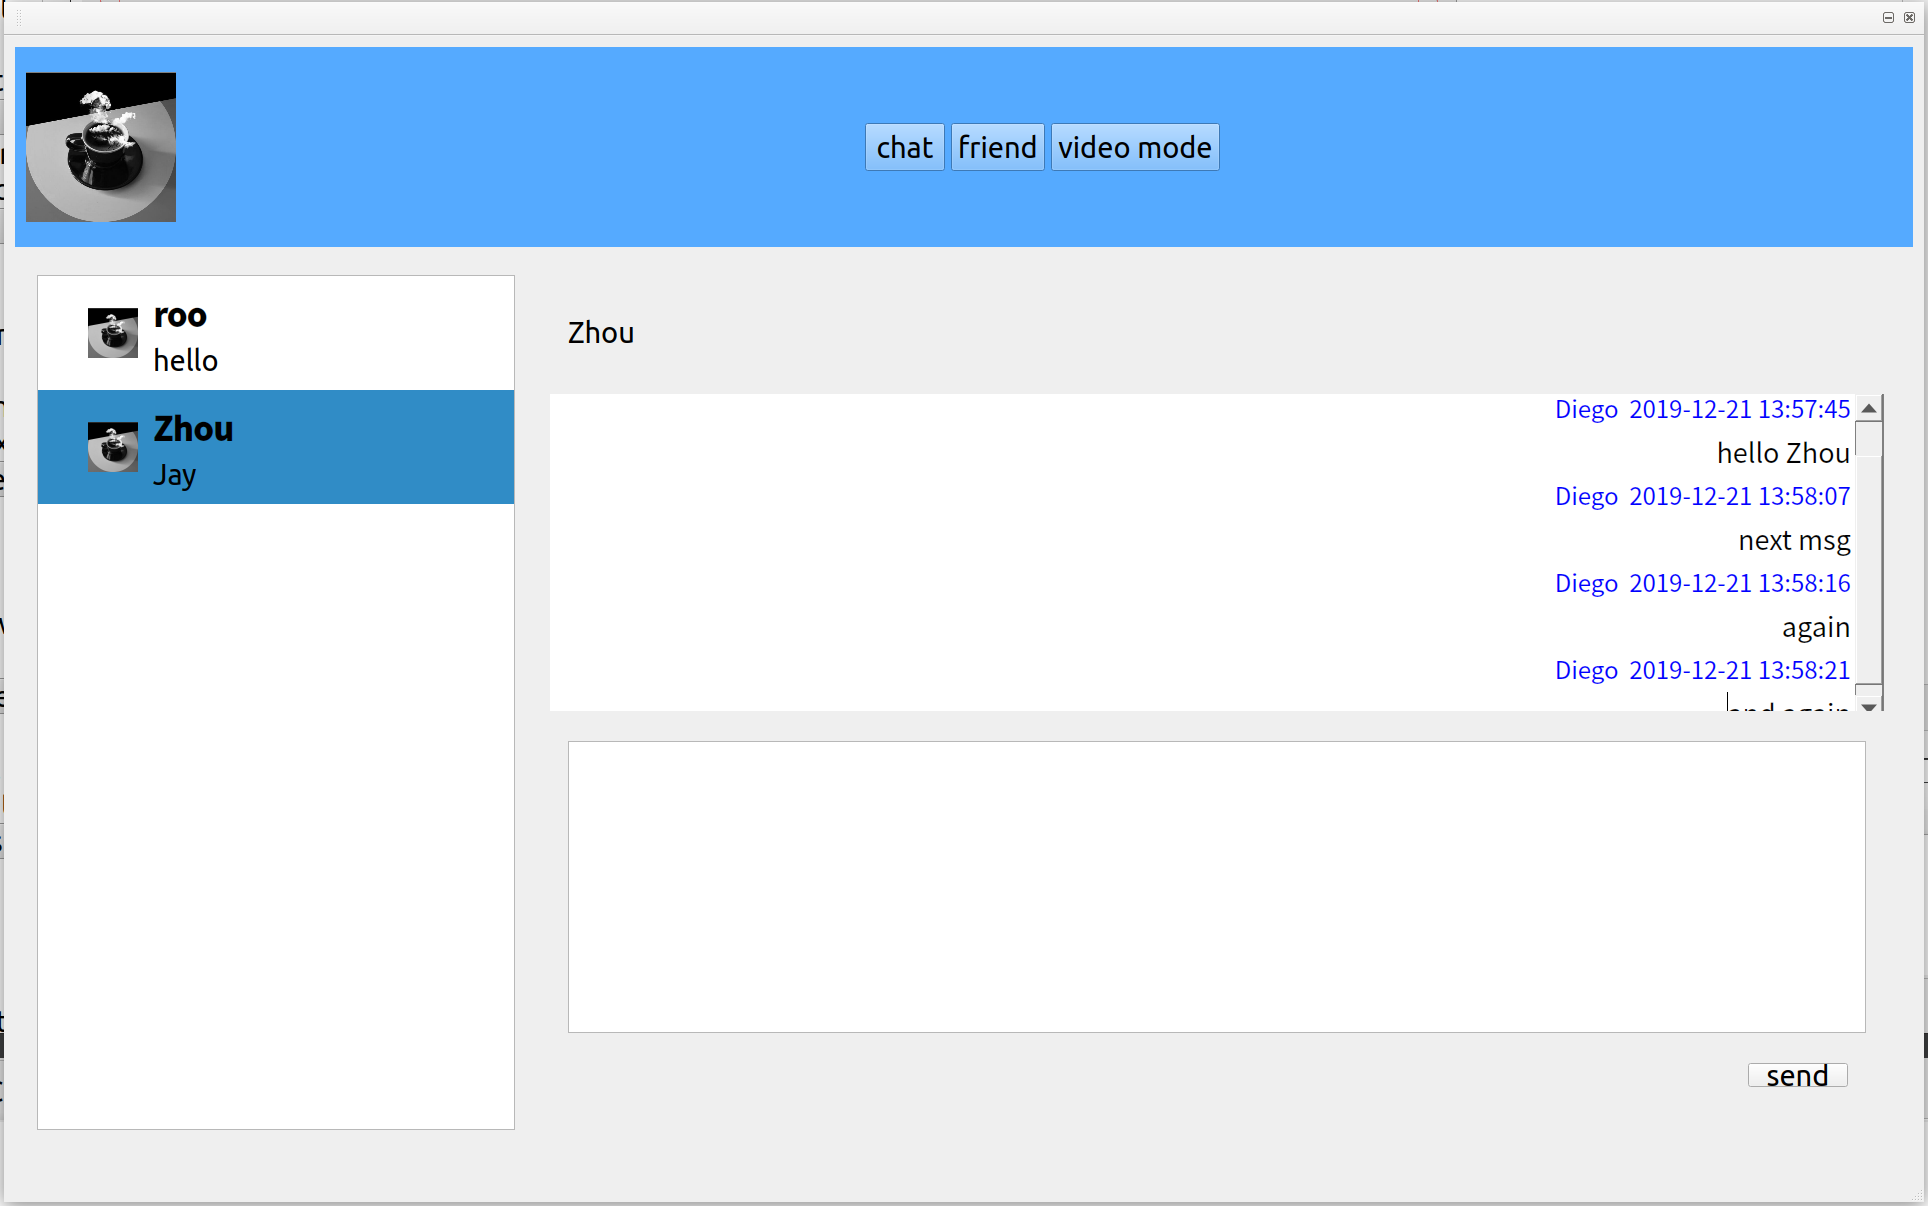 chat friend video mode
roo
hello
Zhou
Jay
Zhou
Diego 2019-12-21 13:57:45
hello Zhou
Diego 2019-12-21 13:58:07
next msg
Diego 2019-12-21 13:58:16
again
Diego 2019-12-21 13:58:21
and again
send